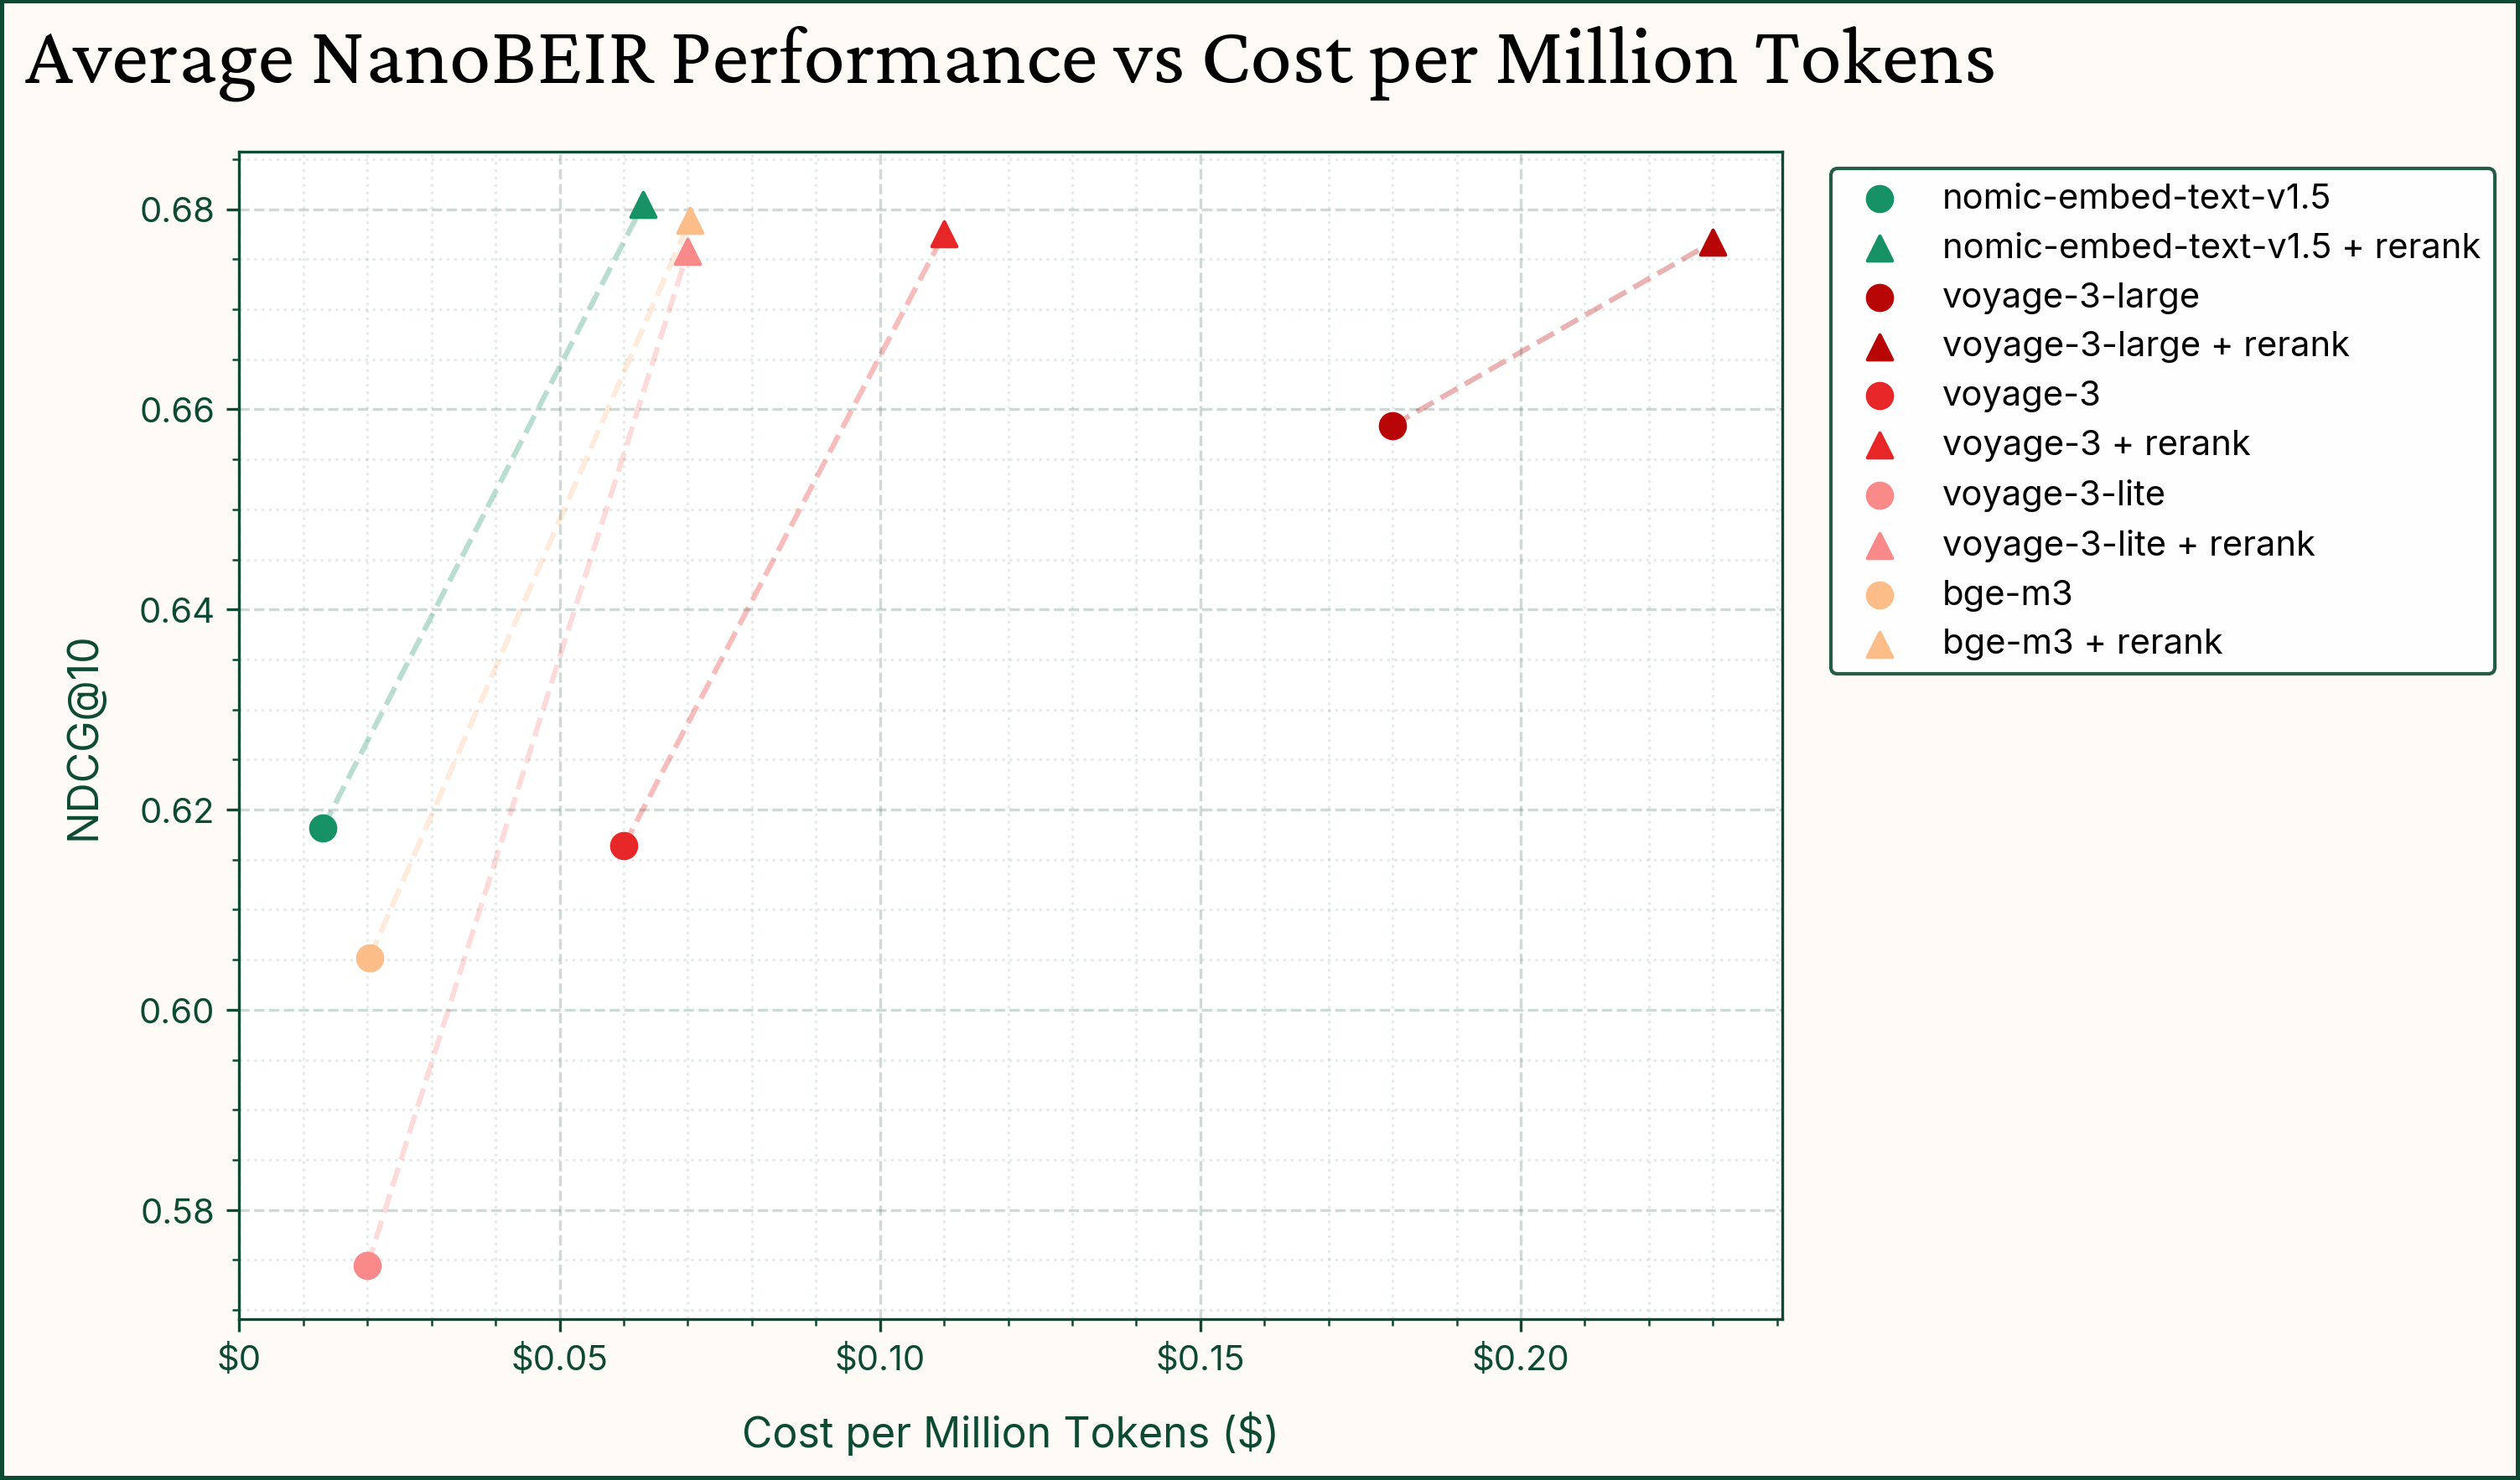 Average NanoBEIR Performance vs Cost per Million Tokens
nomic-embed-text-v1.5
nomic-embed-text-v1.5 + rerank
voyage-3-large
voyage-3-large + rerank
voyage-3
voyage-3 + rerank
voyage-3-lite
voyage-3-lite + rerank
bge-m3
bge-m3 + rerank
NDCG@10
0.68
0.66
0.64
0.62
0.60
0.58
$0
$0.05
$0.10
$0.15
$0.20
Cost per Million Tokens ($)